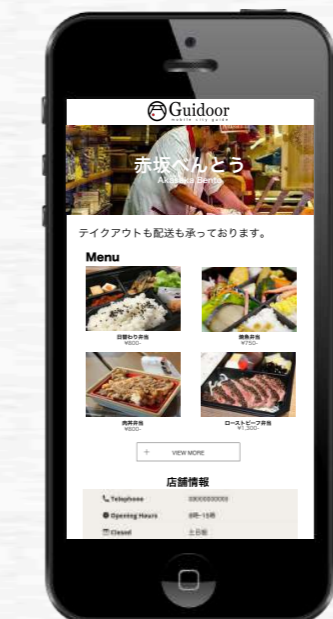 Guidoor
mobile city guide
赤坂べんとう
Akasaka Bento
テイクアウトも配送も承っております。
Menu
日替わり弁当
¥600-
焼魚弁当
¥750-
肉丼弁当
¥800-
ローストビーフ弁当
¥1,300-
+ VIEW MORE
店舗情報
Telephone
Opening Hours 8時-15時
Closed 土日祝